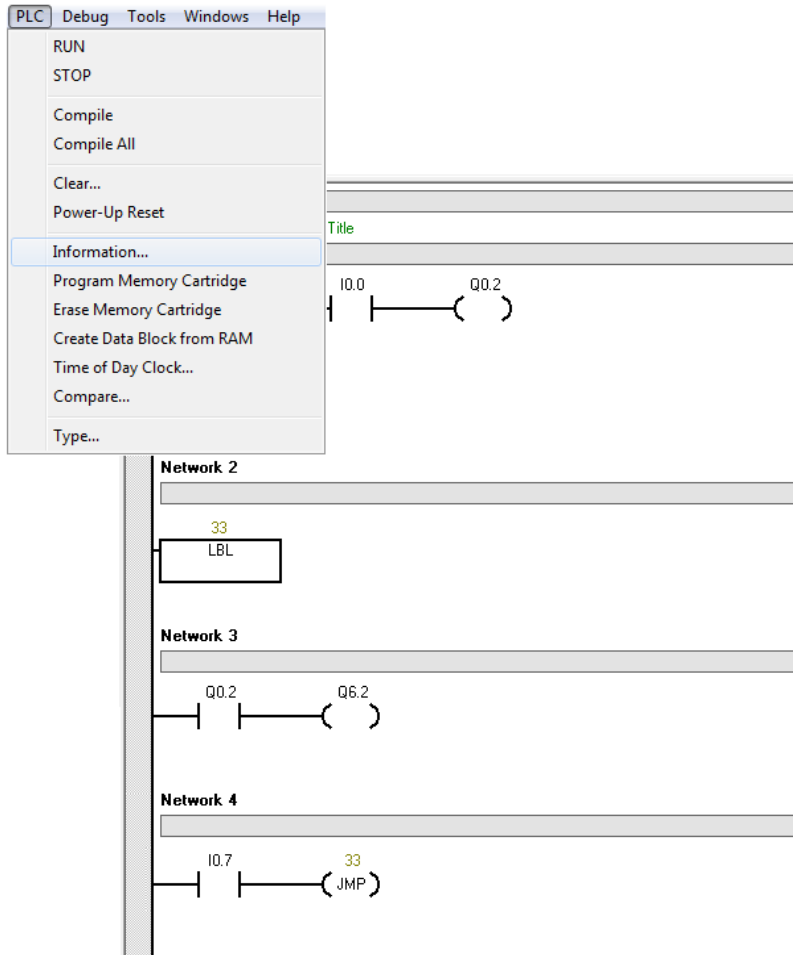 PLC Debug Tools Windows Help
RUN
STOP
Compile
Compile All
Clear...
Power-Up Reset
Information...
Program Memory Cartridge
Erase Memory Cartridge
Create Data Block from RAM
Time of Day Clock...
Compare...
Type...
Title
I0.0 Q0.2
Network 2
33
LBL
Network 3
Q0.2 Q6.2
Network 4
I0.7 33
JMP